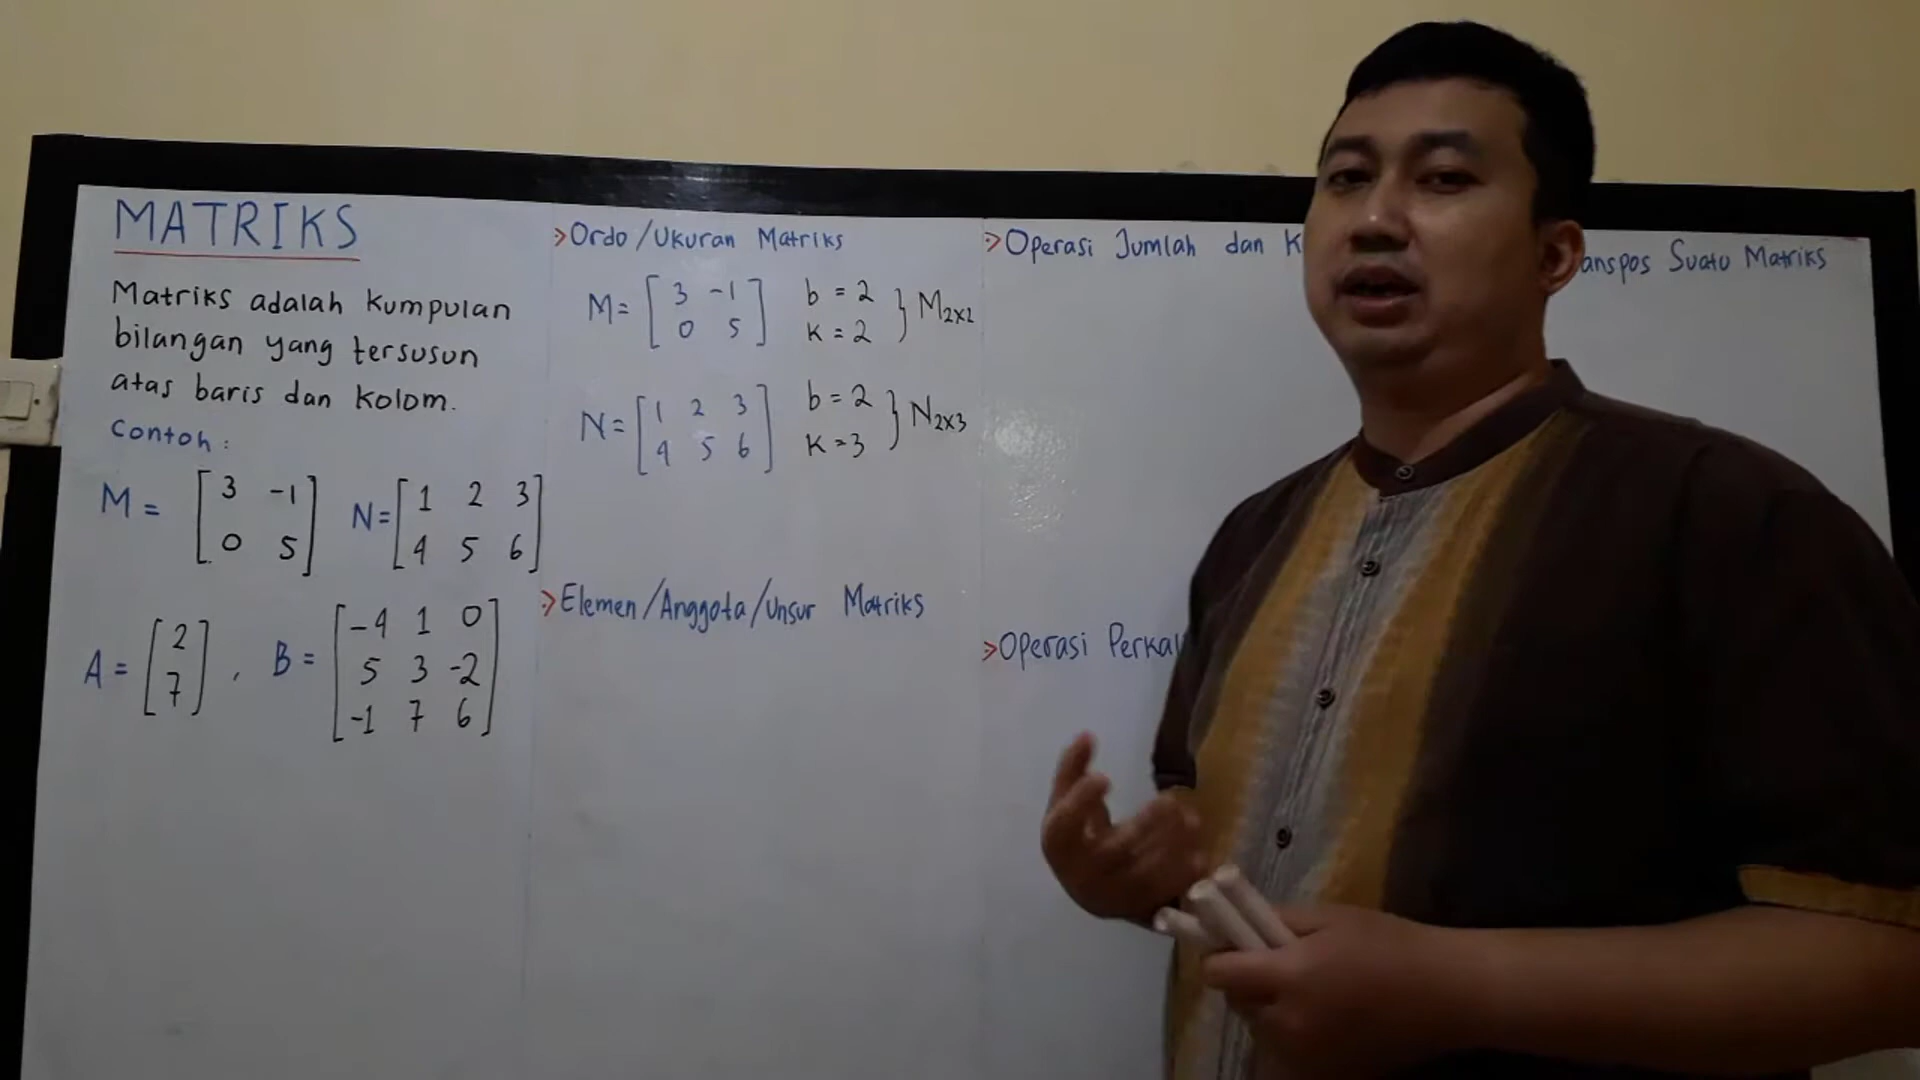 MATRIKS
Matriks adalah kumpulan
bilangan yang tersusun
atas baris dan kolom.
Contoh :
M = [3 -1
0 5]
N = [1 2 3
4 5 6]
A = [2
7] ,
B = [-4 1 0
5 3 -2
-1 7 6]
> Ordo/Ukuran Matriks
M = [3 -1
0 5]
b = 2
k = 2 } M2x2
N = [1 2 3
4 5 6]
b = 2
k = 3 } N2x3
> Elemen/Anggota/Unsur Matriks
> Operasi Jumlah dan
> Operasi
Suatu Matriks